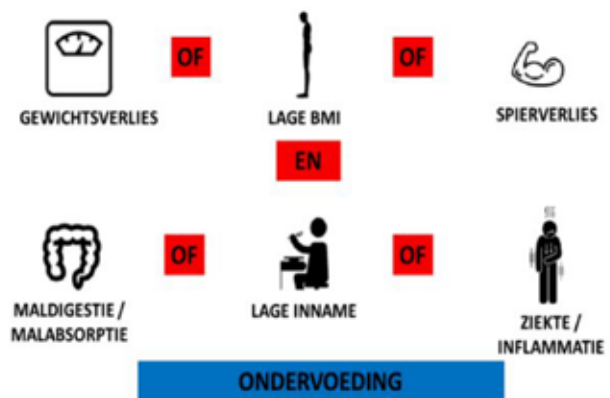 OF
OF
GEWICHTSVERLIES
LAGE BMI
SPIERVERLIES
EN
OF
OF
MALDIGESTIE /
MALABSORPTIE
LAGE INNAME
ZIEKTE /
INFLAMMATIE
ONDERVOEDING